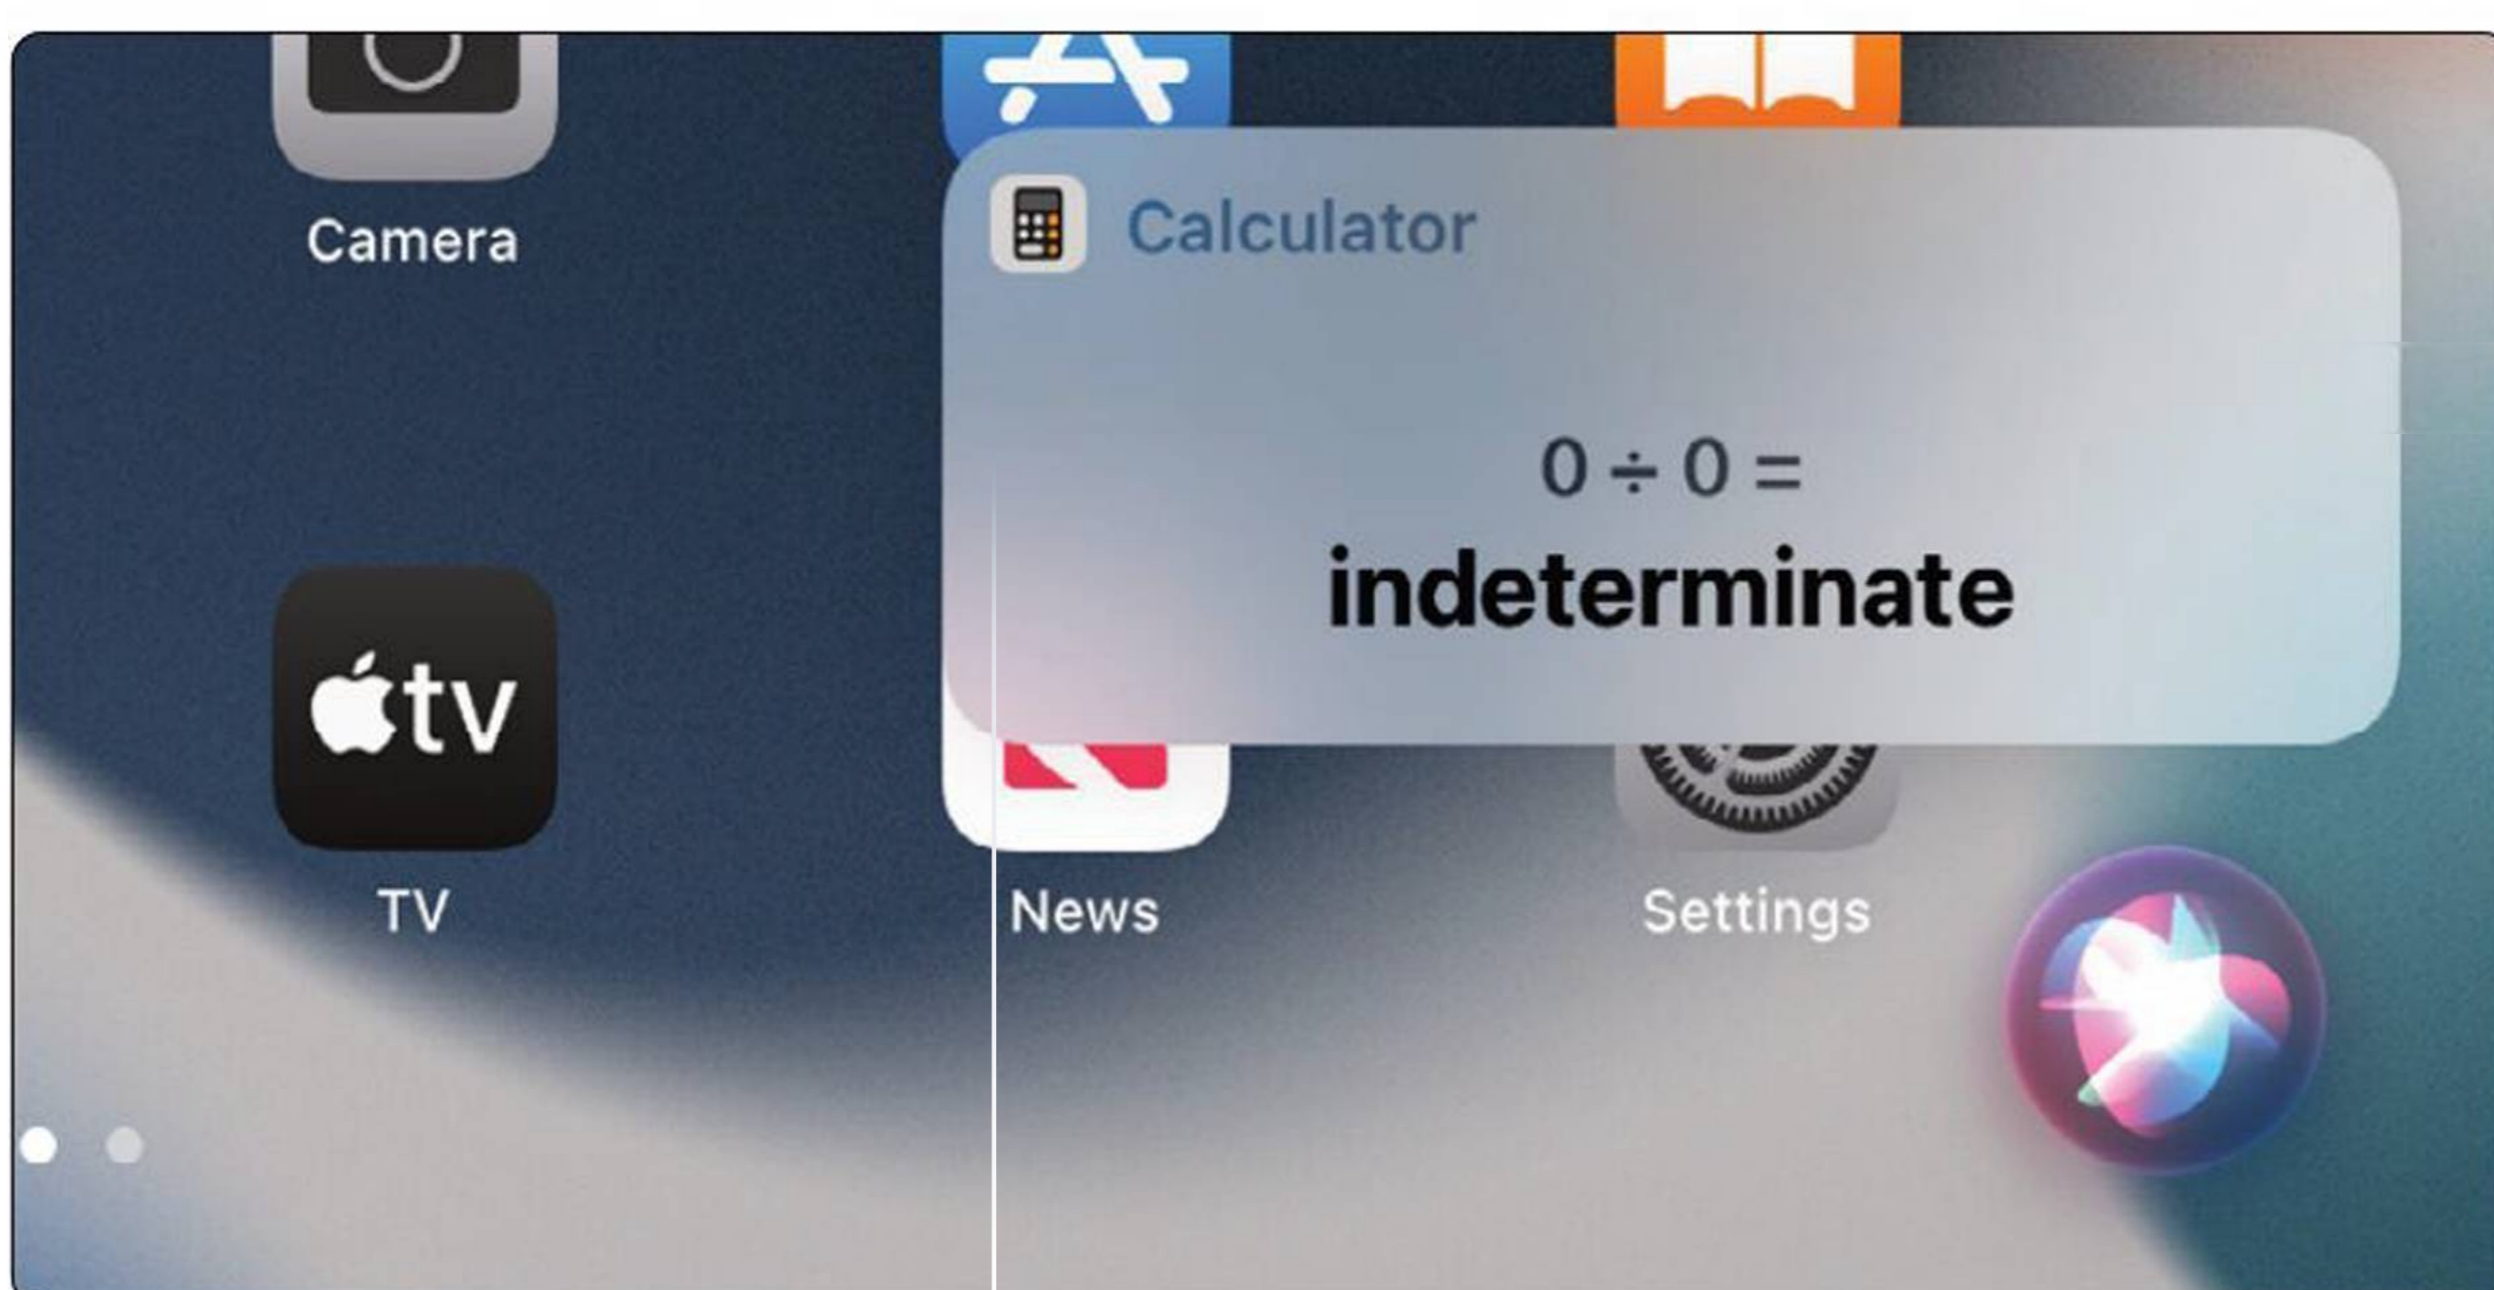 Camera
Calculator
0 ÷ 0 =
indeterminate
tv
TV
News
Settings